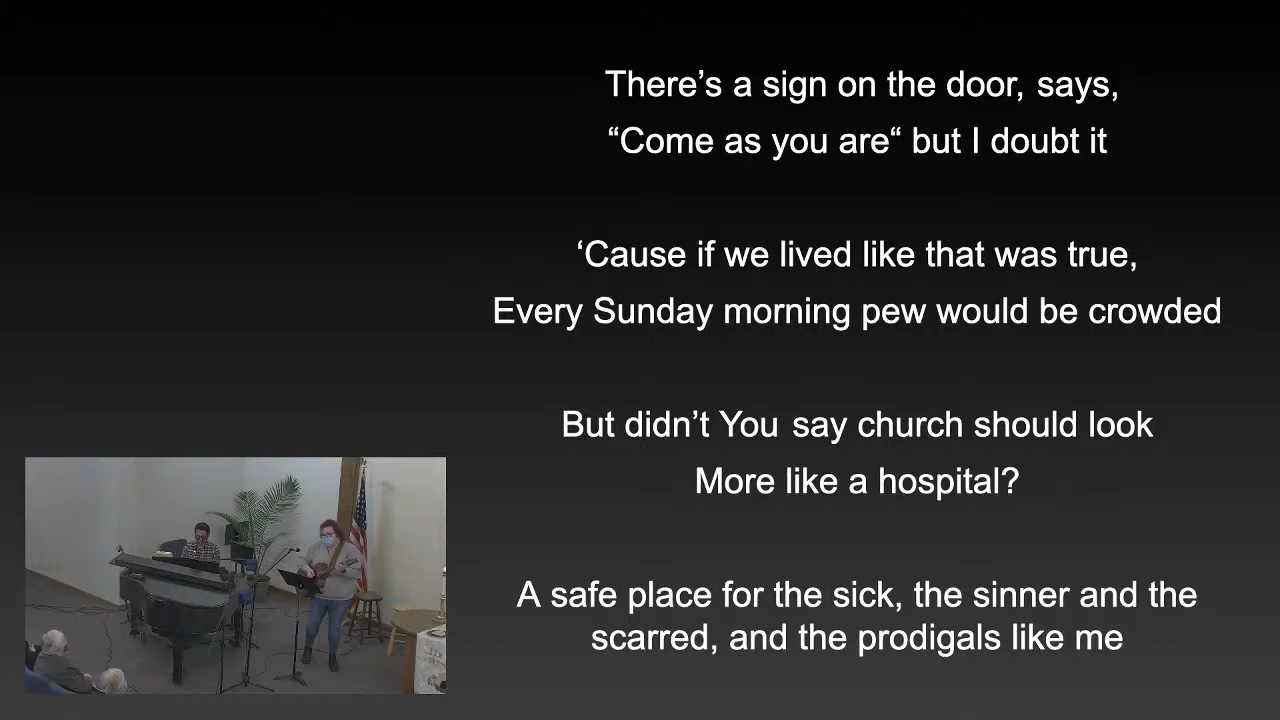 There’s a sign on the door, says,
“Come as you are“ but I doubt it
‘Cause if we lived like that was true,
Every Sunday morning pew would be crowded
But didn’t You say church should look
More like a hospital?
A safe place for the sick, the sinner and the
scarred, and the prodigals like me